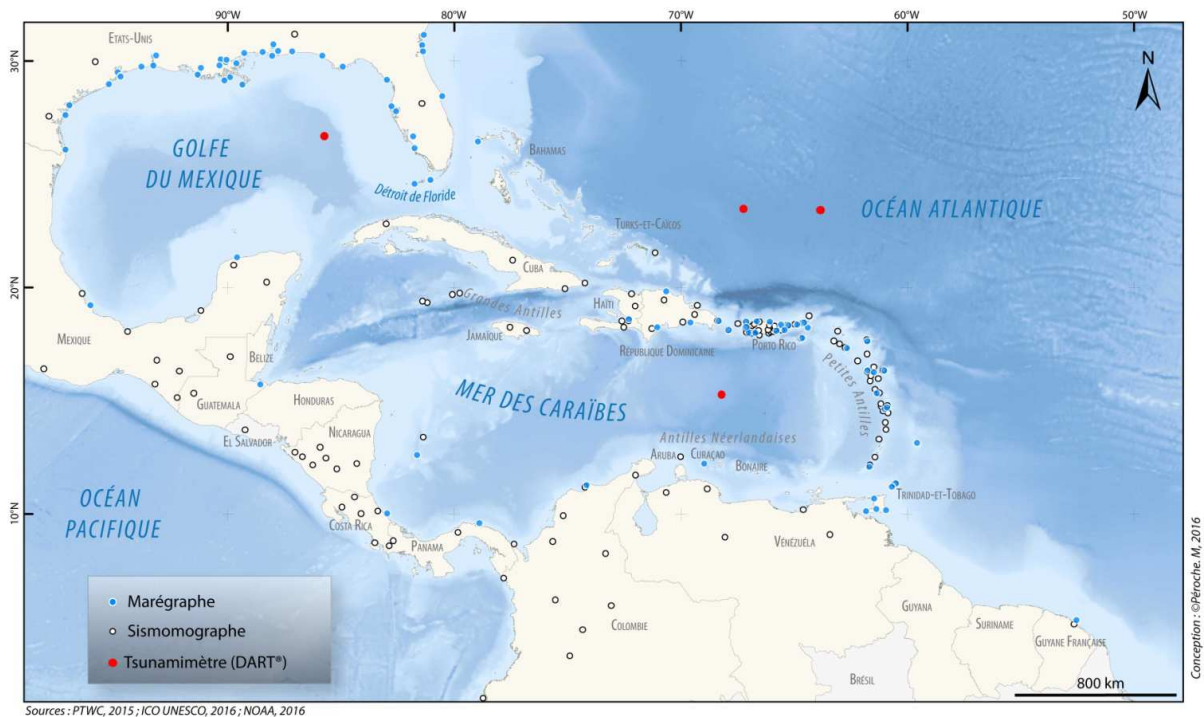 90°W
80°W
70°W
60°W
50°W
ETATS-UNIS
30°N
N
GOLFE
DU MEXIQUE
BAHAMAS
Détroit de Floride
OCÉAN ATLANTIQUE
TURKS-ET-CAÏCOS
CUBA
20°N
Grandes Antilles
HAÏTI
JAMAÏQUE
MEXIQUE
RÉPUBLIQUE DOMINICAINE
PORTO RICO
BELIZE
Petites Antilles
MER DES CARAÏBES
HONDURAS
GUATEMALA
NICARAGUA
EL SALVADOR
Antilles Néerlandaises
ARUBA
CURAÇAO
BONAIRE
OCÉAN
PACIFIQUE
TRINIDAD-ET-TOBAGO
10°N
COSTA RICA
PANAMA
VÉNÉZUÉLA
Marégraphe
Sismomographe
Tsunamimètre (DART®)
COLOMBIE
GUYANA
SURINAME
GUYANE FRANÇAISE
BRÉSIL
800 km
Conception : ©Péroche. M, 2016
Sources : PTWC, 2015 ; ICO UNESCO, 2016 ; NOAA, 2016